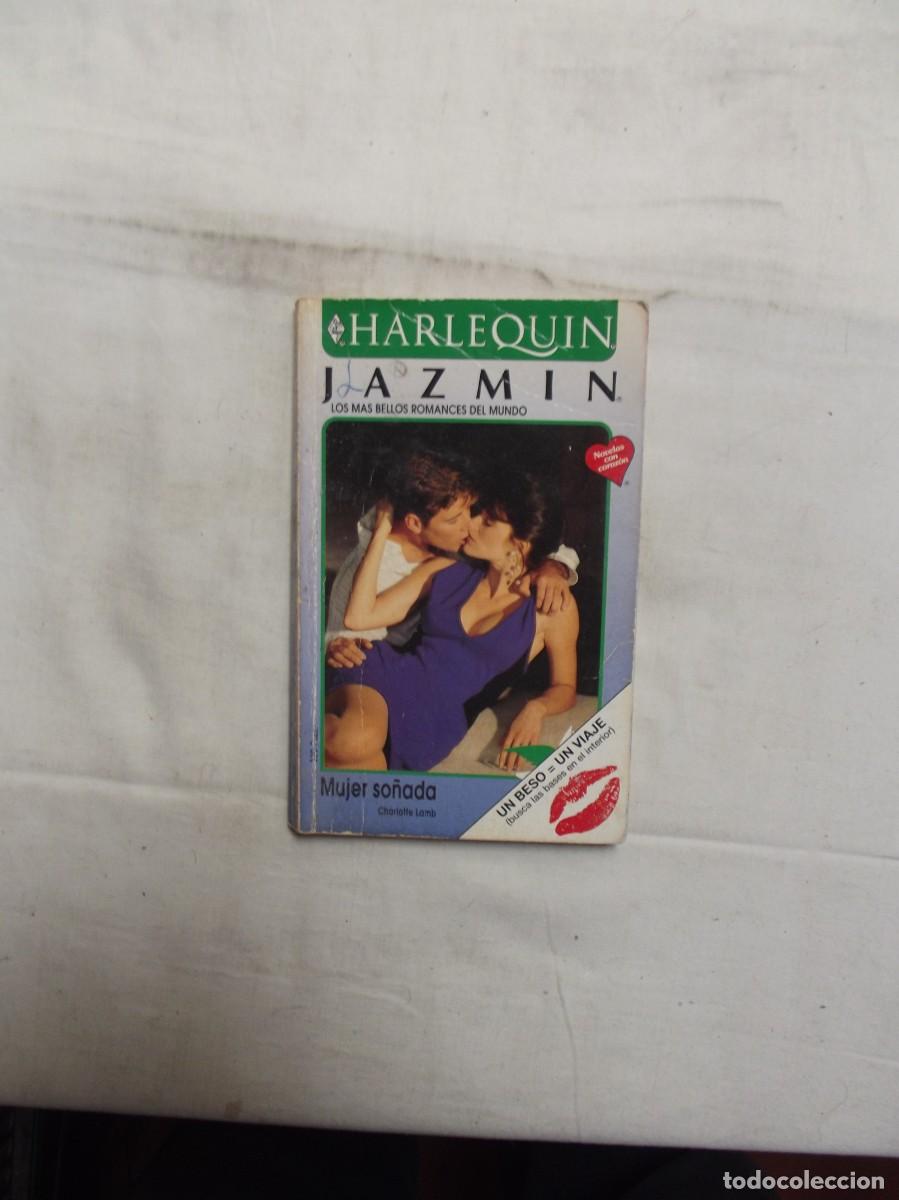 HARLEQUIN
JAZMIN
LOS MAS BELLOS ROMANCES DEL MUNDO
Novelas
con
corazón
UN BESO = UN VIAJE
(busca las bases en el interior)
Mujer soñada
Charlotte Lamb
todocoleccion